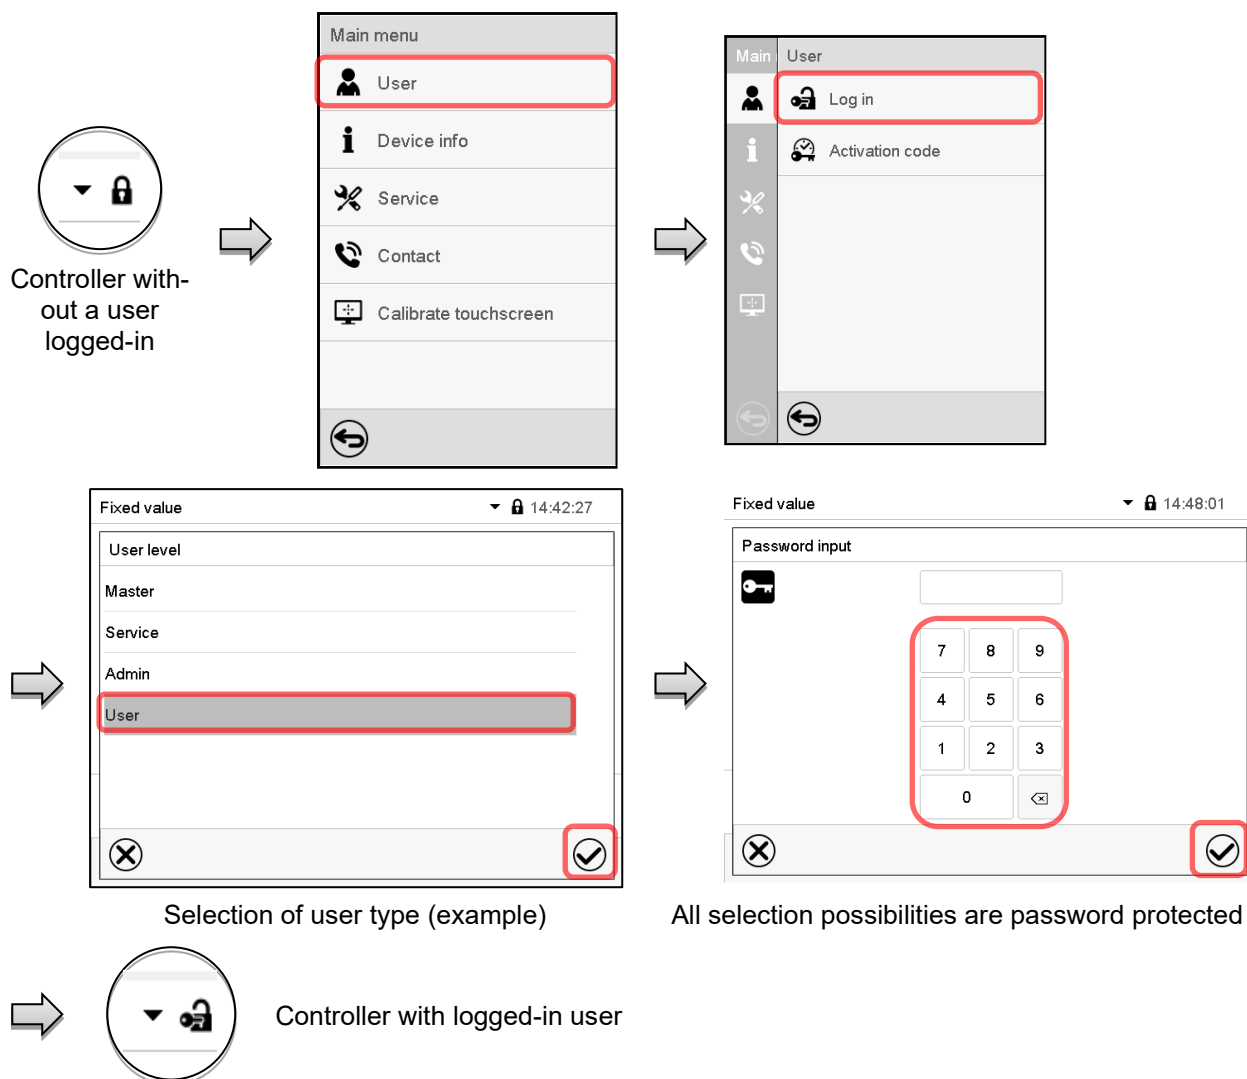 Controller with-
out a user
logged-in
Main menu
User
Device info
Service
Contact
Calibrate touchscreen
Main
User
Log in
Activation code
Fixed value
14:42:27
User level
Master
Service
Admin
User
Selection of user type (example)
Fixed value
14:48:01
Password input
7 8 9
4 5 6
1 2 3
0
All selection possibilities are password protected
Controller with logged-in user